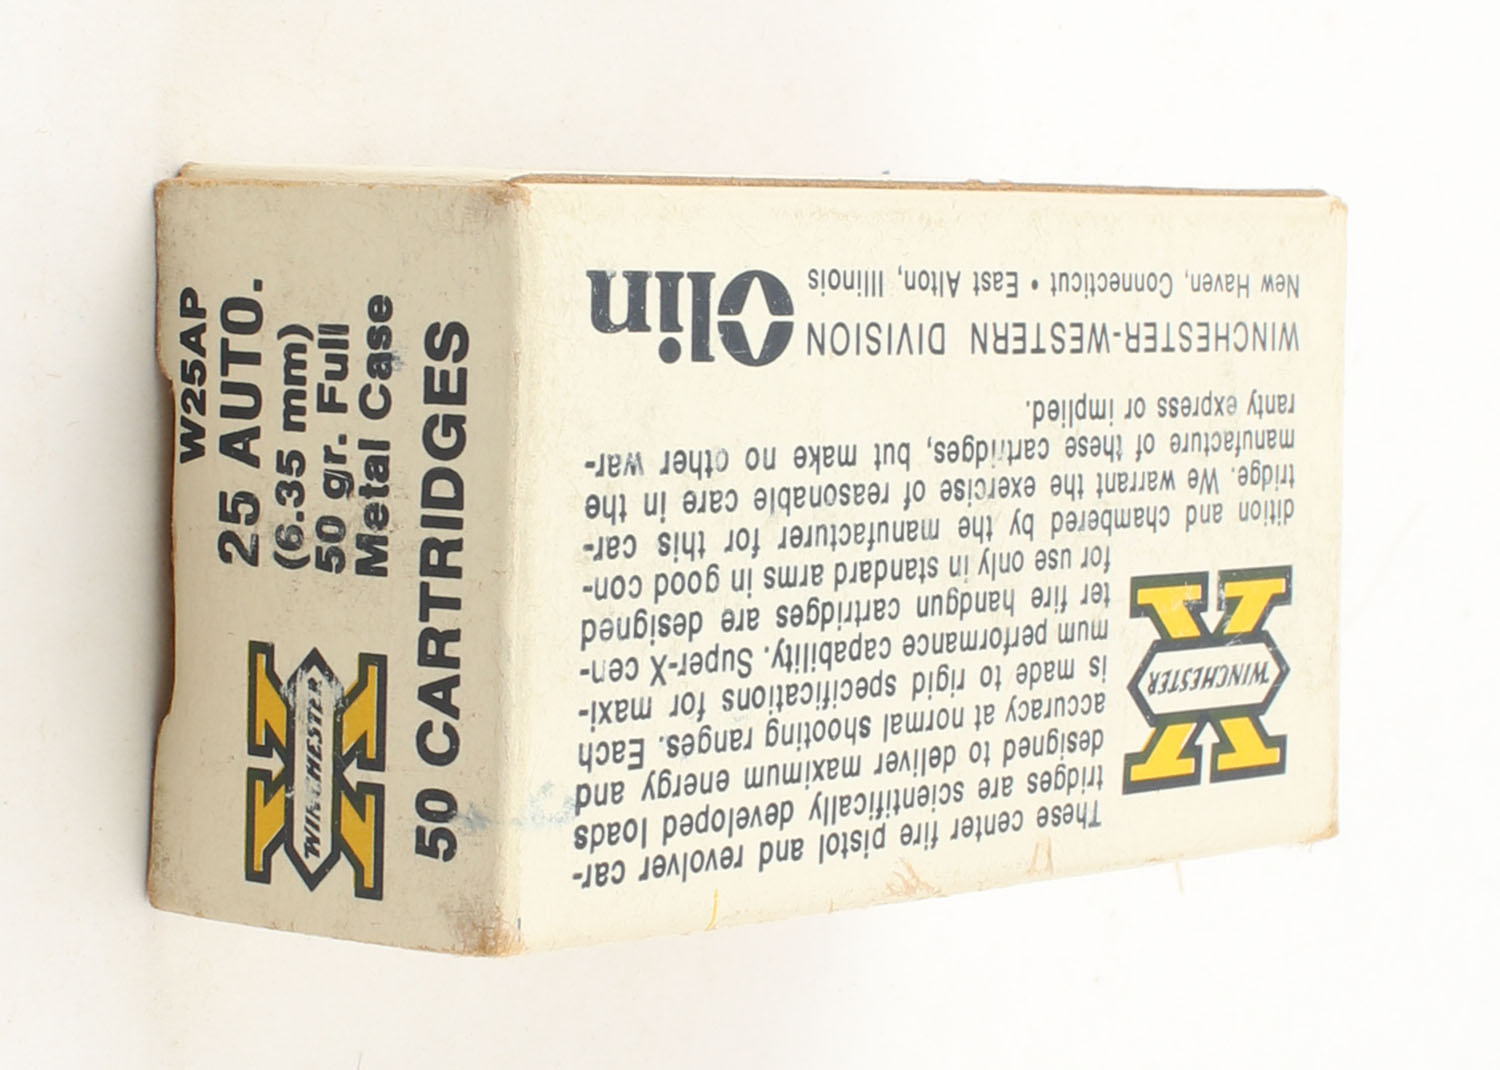 W25AP
25 AUTO.
(6.35 mm)
50 gr. Full
Metal Case
WINCHESTER
50 CARTRIDGES
These center fire pistol and revolver car-
tridges are scientifically developed loads
designed to deliver maximum energy and
accuracy at normal shooting ranges. Each
is made to rigid specifications for maxi-
mum performance capability. Super-X cen-
ter fire handgun cartridges are designed
for use only in standard arms in good con-
dition and chambered by the manufacturer for this car-
tridge. We warrant the exercise of reasonable care in the
manufacture of these cartridges, but make no other war-
ranty express or implied.
WINCHESTER
WINCHESTER-WESTERN DIVISION Olin
New Haven, Connecticut • East Alton, Illinois